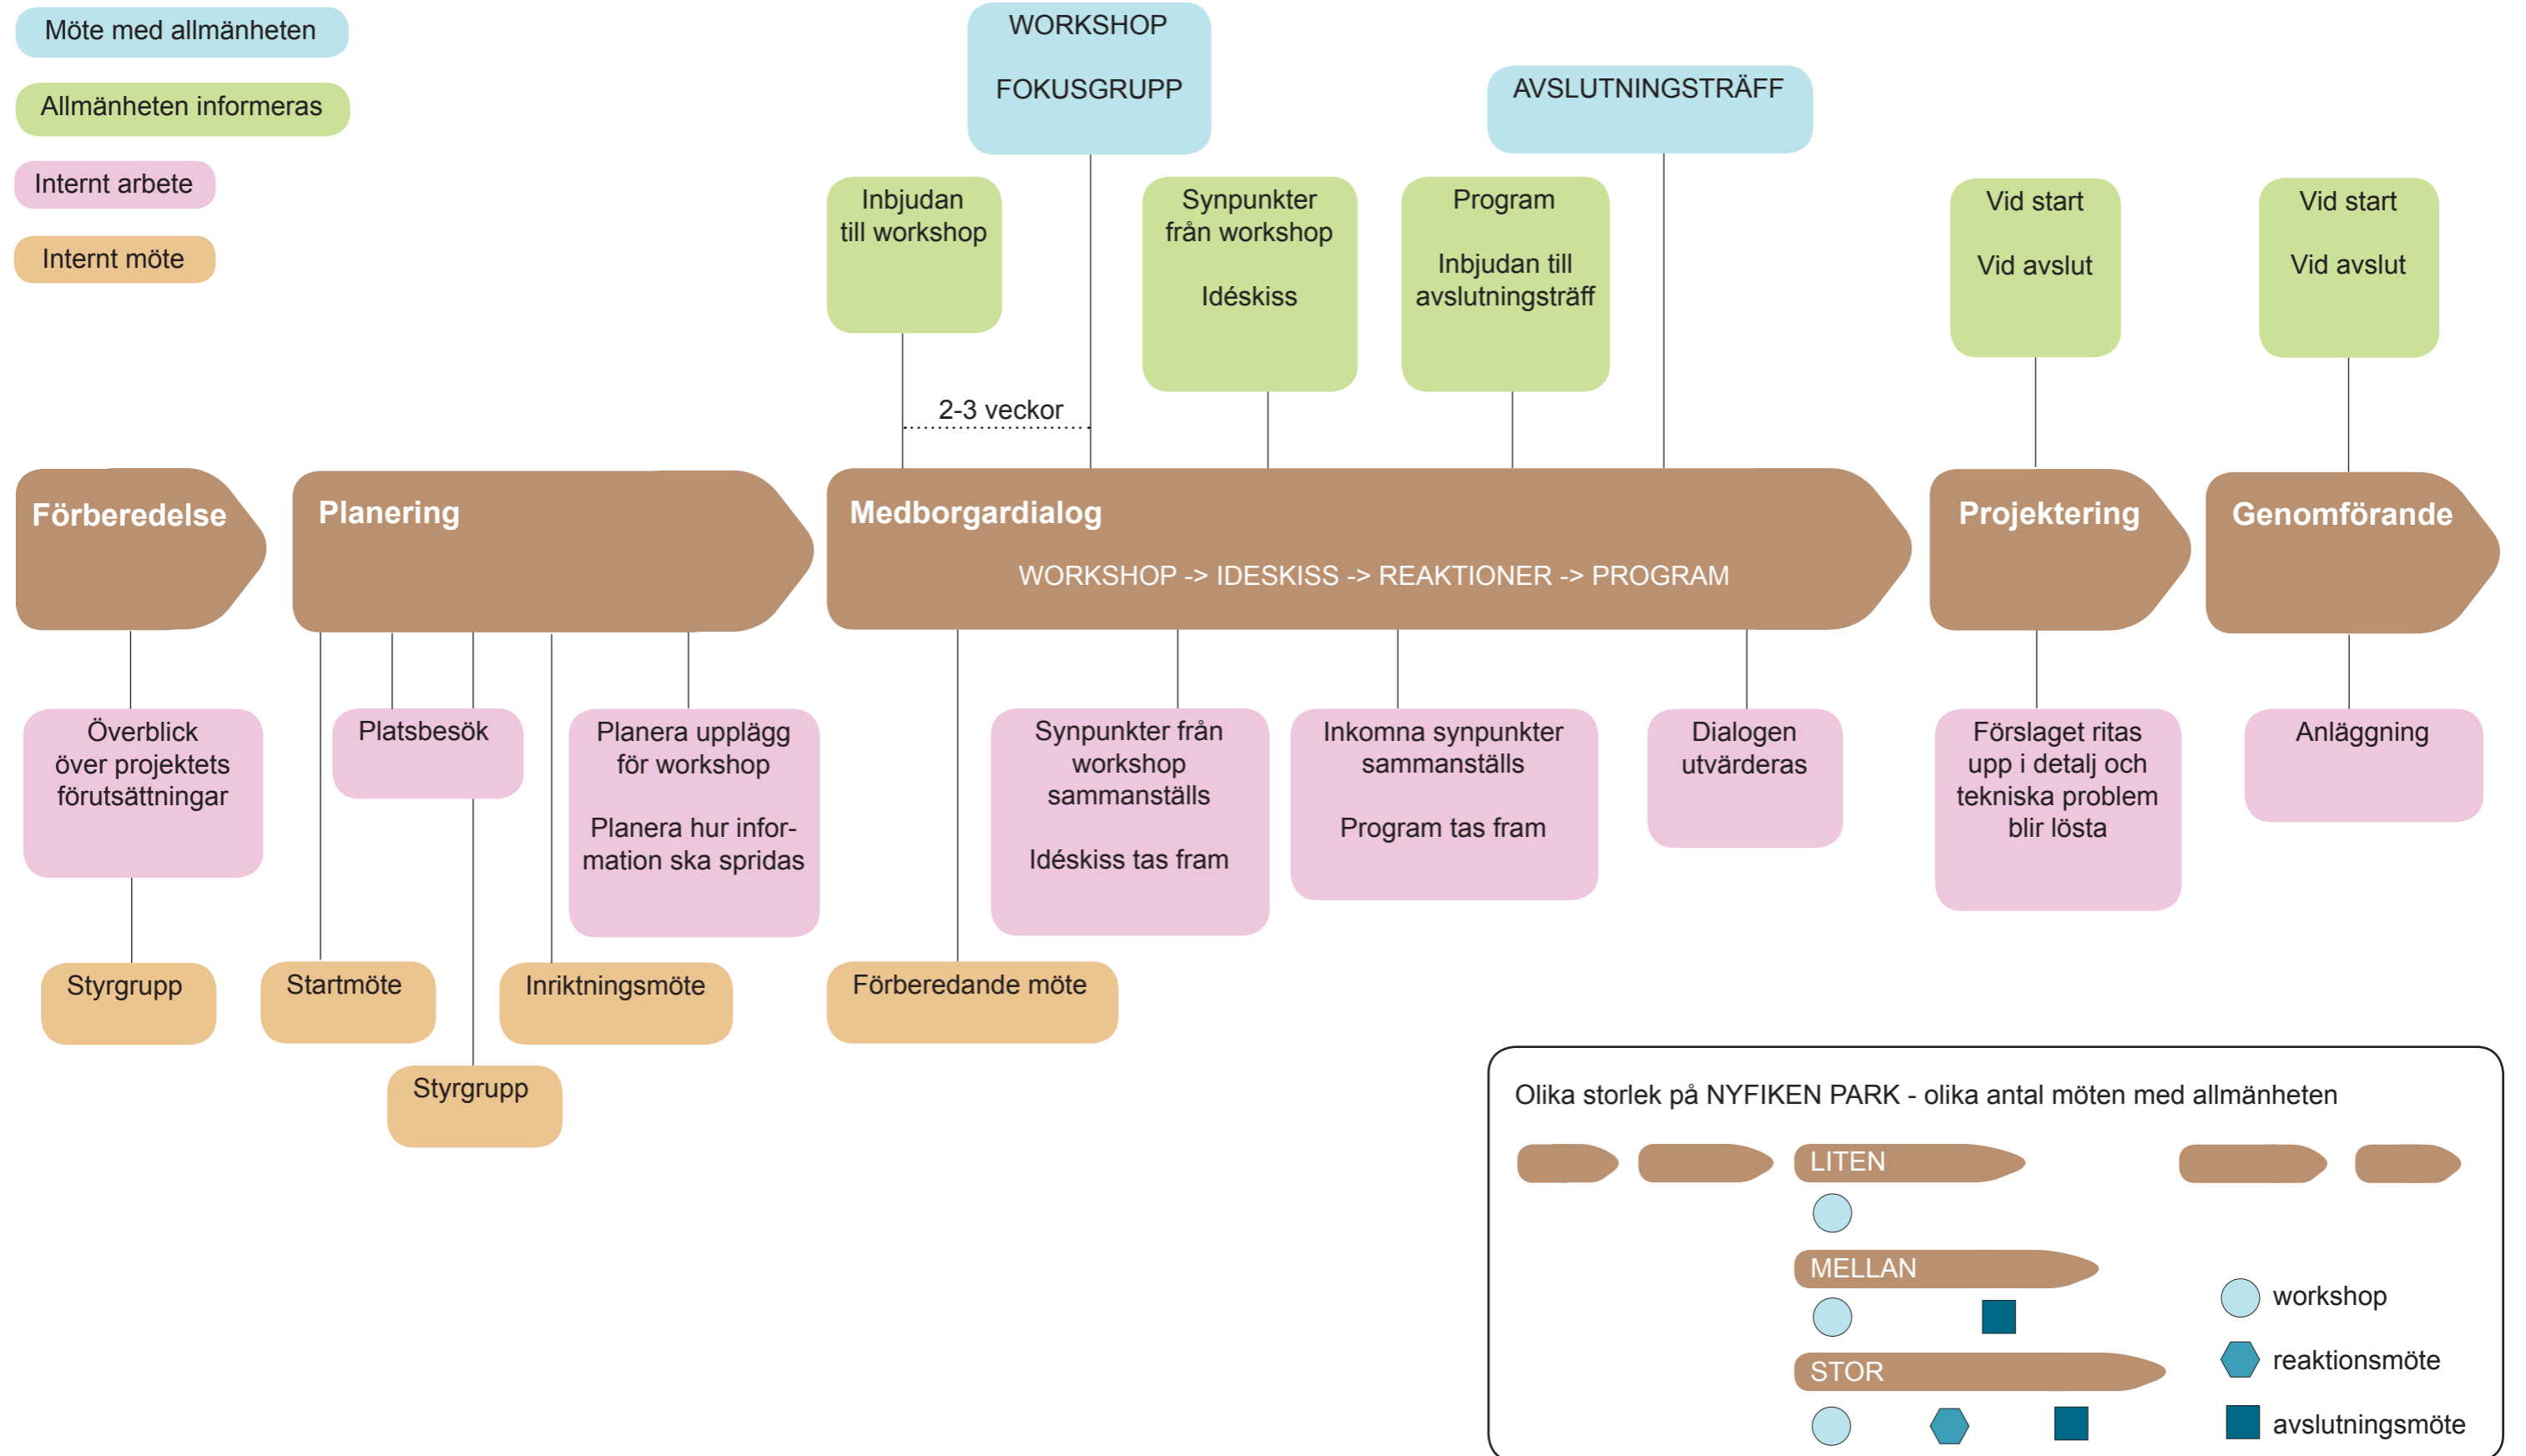 Möte med allmänheten
Allmänheten informeras
Internt arbete
Internt möte
WORKSHOP
FOKUSGRUPP
AVSLUTNINGSTRÄFF
Inbjudan
till workshop
Synpunkter
från workshop
Idéskiss
Program
Inbjudan till
avslutningsträff
Vid start
Vid avslut
Vid start
Vid avslut
2-3 veckor
Förberedelse
Planering
Medborgardialog
WORKSHOP -> IDESKISS -> REAKTIONER -> PROGRAM
Projektering
Genomförande
Överblick
över projektets
förutsättningar
Platsbesök
Planera upplägg
för workshop
Planera hur infor-
mation ska spridas
Synpunkter från
workshop
sammanställs
Idéskiss tas fram
Inkomna synpunkter
sammanställs
Program tas fram
Dialogen
utvärderas
Förslaget ritas
upp i detalj och
tekniska problem
blir lösta
Anläggning
Styrgrupp
Startmöte
Inriktningsmöte
Förberedande möte
Styrgrupp
Olika storlek på NYFIKEN PARK - olika antal möten med allmänheten
LITEN
MELLAN
STOR
workshop
reaktionsmöte
avslutningsmöte